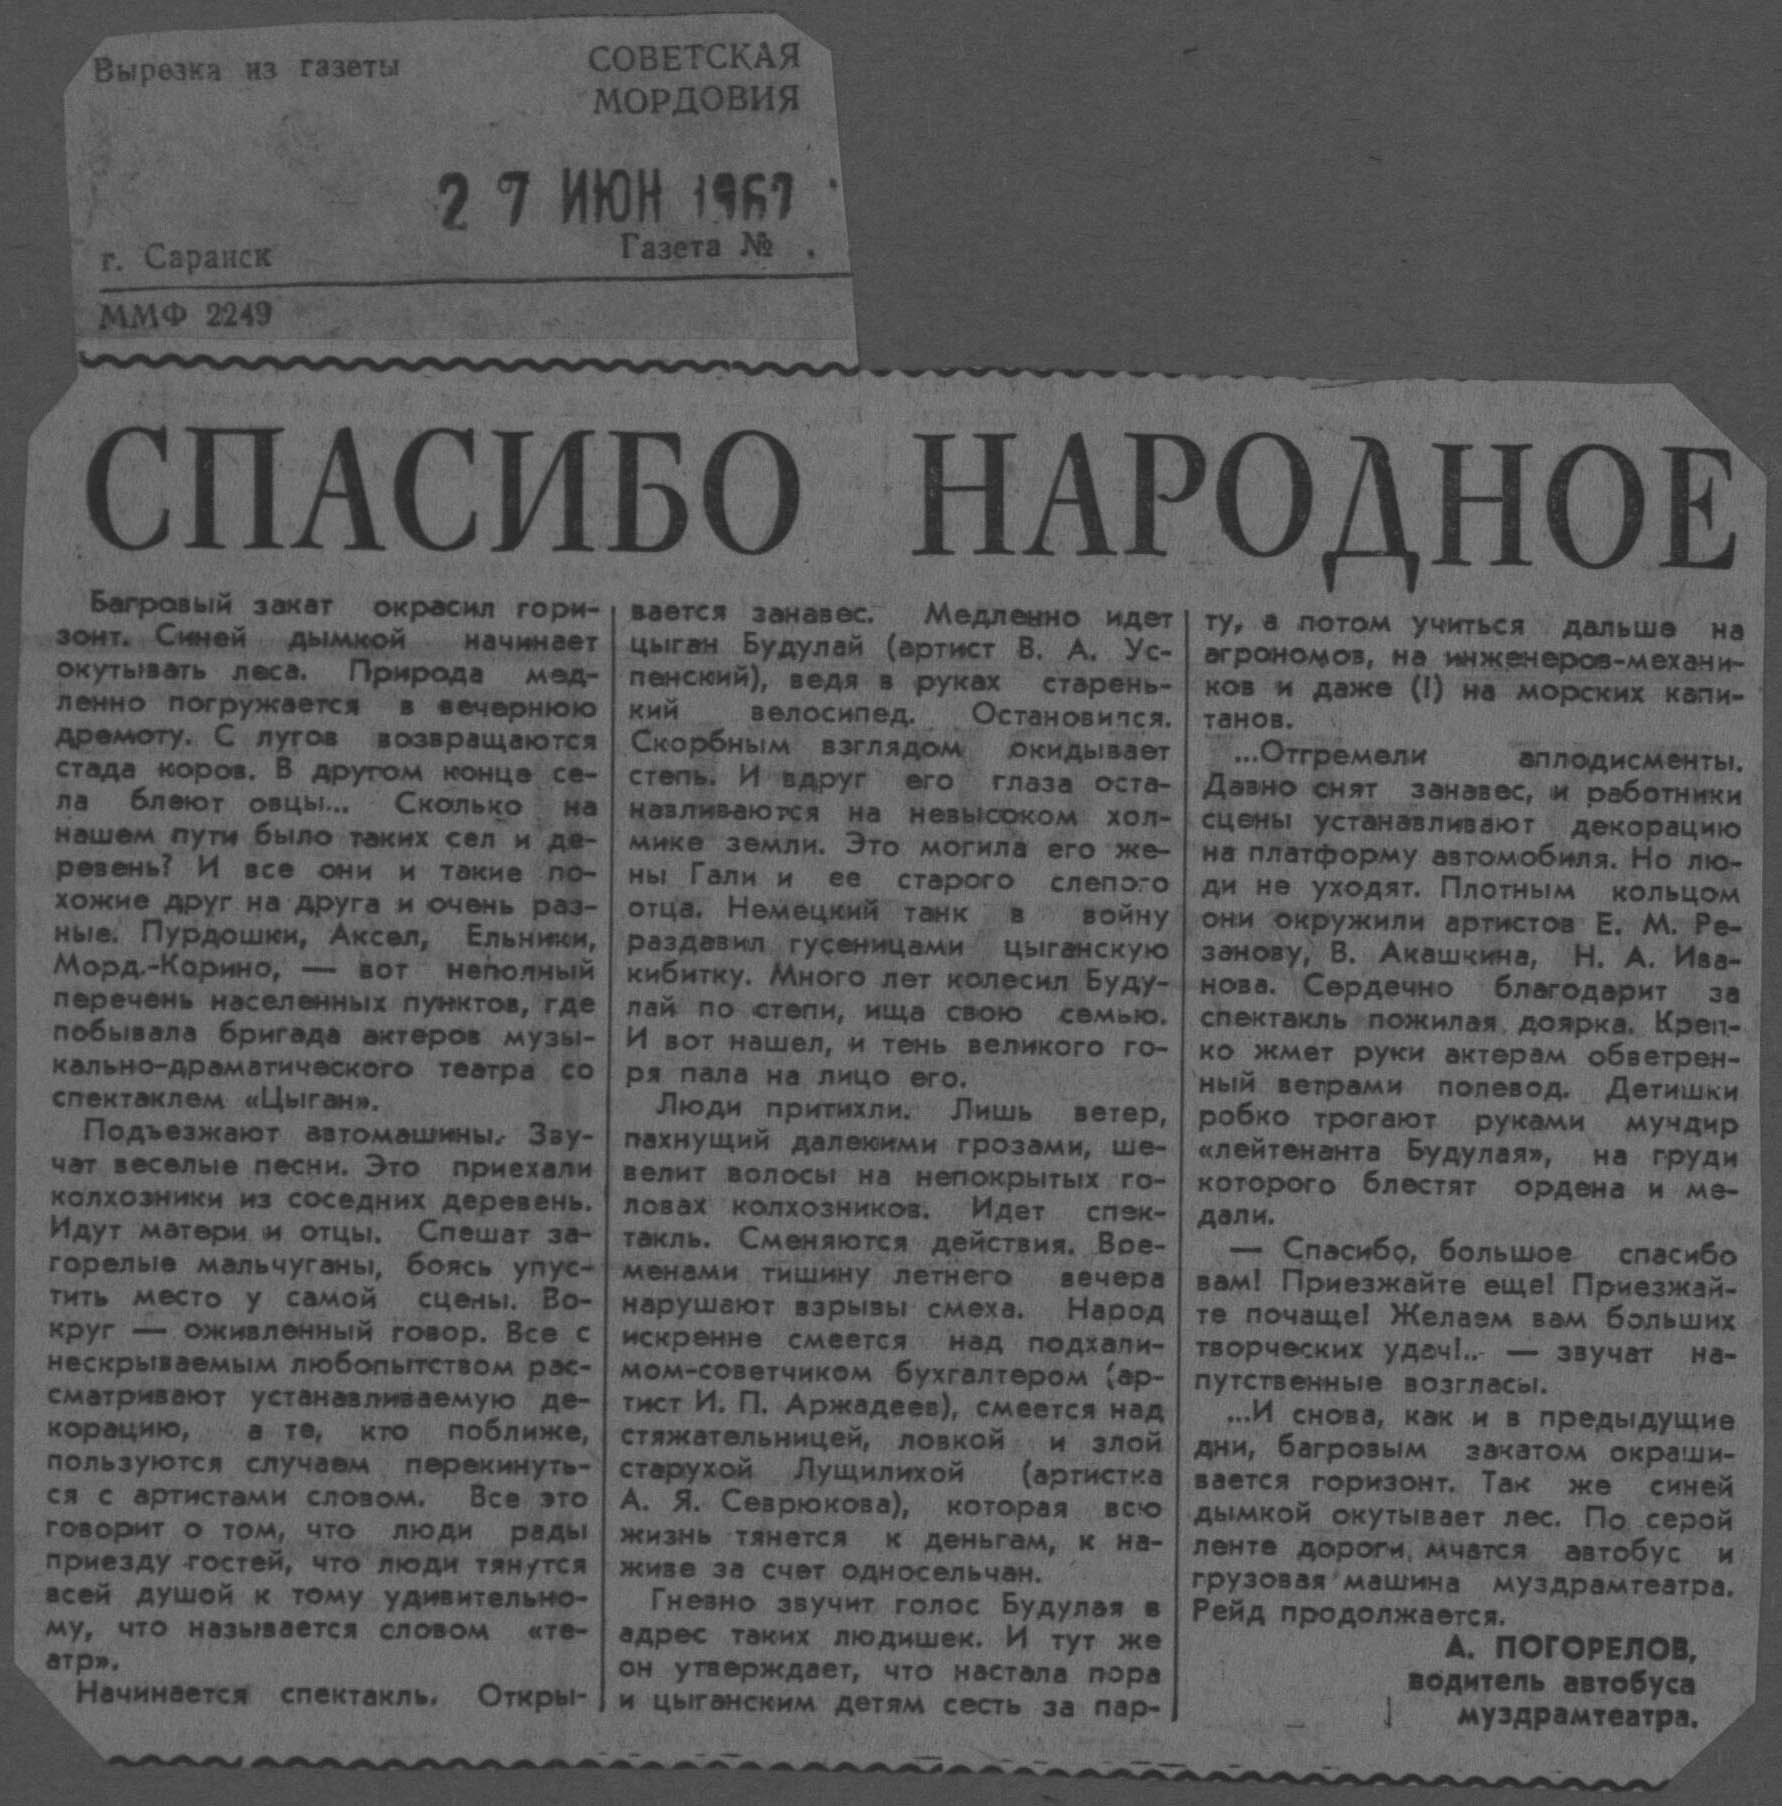 Вырезка из газеты
СОВЕТСКАЯ
МОРДОВИЯ
27 ИЮН 1967
г. Саранск
Газета №
ММФ 2249
СПАСИБО НАРОДНОЕ
Багровый закат окрасил гори-
зонт. Синей дымкой начинает
окутывать леса. Природа мед-
ленно погружается в вечернюю
дремоту. С лугов возвращаются
стада коров. В другом конце се-
ла блеют овцы... Сколько на
нашем пути было таких сел и де-
ревень? И все они и такие по-
хожие друг на друга и очень раз-
ные. Пурдошки, Аксел, Ельники,
Морд.-Корино, — вот неполный
перечень населенных пунктов, где
побывала бригада актеров музы-
кально-драматического театра со
спектаклем «Цыган».
Подъезжают автомашины. Зву-
чат веселые песни. Это приехали
колхозники из соседних деревень.
Идут матери и отцы. Спешат за-
горелые мальчуганы, боясь упус-
тить место у самой сцены. Во-
круг — оживленный говор. Все с
нескрываемым любопытством рас-
сматривают устанавливаемую де-
корацию, а те, кто поближе,
пользуются случаем перекинуть-
ся с артистами словом. Все это
говорит о том, что люди рады
приезду гостей, что люди тянутся
всей душой к тому удивительно-
му, что называется словом «те-
атр».
Начинается спектакль. Откры-
вается занавес. Медленно идет
цыган Будулай (артист В. А. Ус-
пенский), ведя в руках старень-
кий велосипед. Остановился.
Скорбным взглядом окидывает
степь. И вдруг его глаза оста-
навливаются на невысоком хол-
мике земли. Это могила его же-
ны Гали и ее старого слепого
отца. Немецкий танк в войну
раздавил гусеницами цыганскую
кибитку. Много лет колесил Буду-
лай по степи, ища свою семью.
И вот нашел, и тень великого го-
ря пала на лицо его.
Люди притихли. Лишь ветер,
пахнущий далекими грозами, ше-
велит волосы на непокрытых го-
ловах колхозников. Идет спек-
такль. Сменяются действия. Вре-
менами тишину летнего вечера
нарушают взрывы смеха. Народ
искренне смеется над подхали-
мом-советчиком бухгалтером (ар-
тист И. П. Аржадеев), смеется над
стяжательницей, ловкой и злой
старухой Лущилихой (артистка
А. Я. Севрюкова), которая всю
жизнь тянется к деньгам, к на-
живе за счет односельчан.
Гневно звучит голос Будулая в
адрес таких людишек. И тут же
он утверждает, что настала пора
и цыганским детям сесть за пар-
ту, а потом учиться дальше на
агрономов, на инженеров-механи-
ков и даже (!) на морских капи-
танов.
...Отгремели аплодисменты.
Давно снят занавес, и работники
сцены устанавливают декорацию
на платформу автомобиля. Но лю-
ди не уходят. Плотным кольцом
они окружили артистов Е. М. Ре-
занову, В. Акашкина, Н. А. Ива-
нова. Сердечно благодарит за
спектакль пожилая доярка. Креп-
ко жмет руки актерам обветрен-
ный ветрами полевод. Детишки
робко трогают руками мундир
«лейтенанта Будулая», на груди
которого блестят ордена и ме-
дали.
— Спасибо, большое спасибо
вам! Приезжайте еще! Приезжай-
те почаще! Желаем вам больших
творческих удач!.. — звучат на-
путственные возгласы.
...И снова, как и в предыдущие
дни, багровым закатом окраши-
вается горизонт. Так же синей
дымкой окутывает лес. По серой
ленте дороги мчатся автобус и
грузовая машина муздрамтеатра.
Рейд продолжается.
А. ПОГОРЕЛОВ,
водитель автобуса
муздрамтеатра.